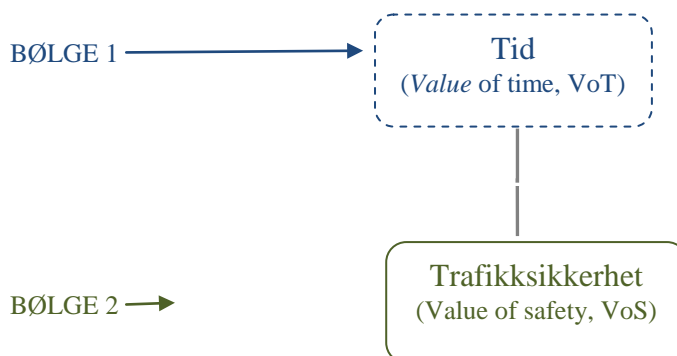 BØLGE 1
Tid
(Value of time, VoT)
Trafikksikkerhet
(Value of safety, VoS)
BØLGE 2